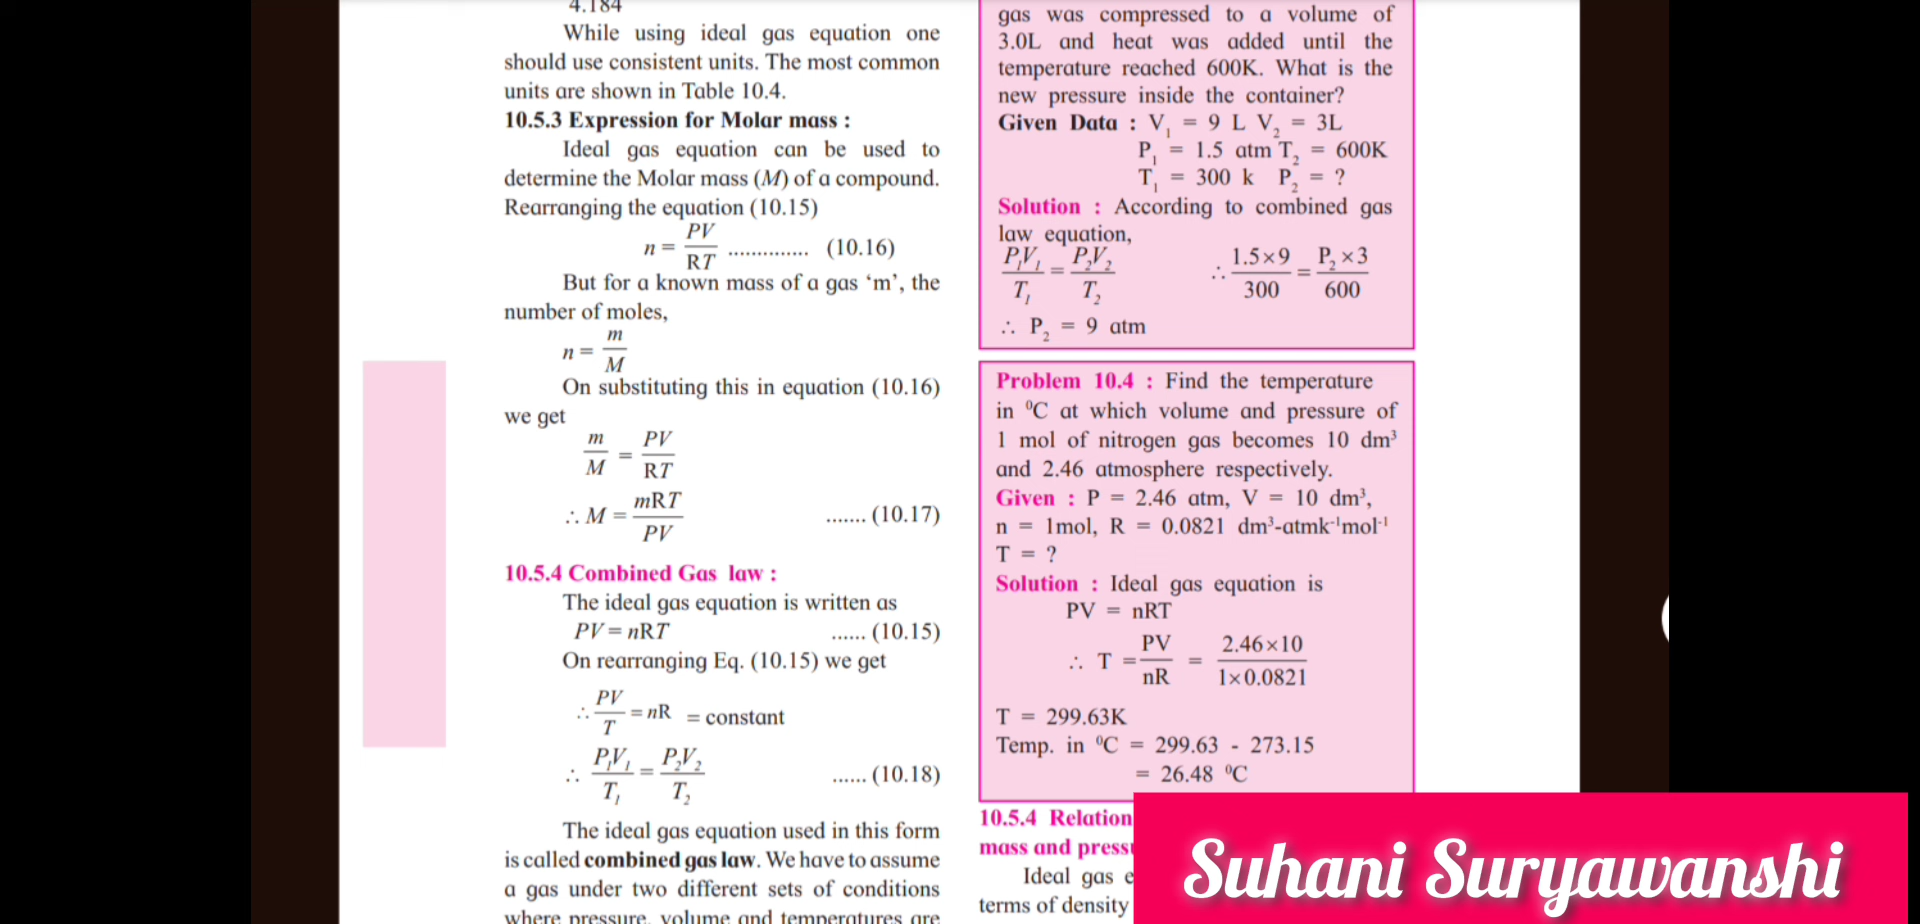 4.184
While using ideal gas equation one
should use consistent units. The most common
units are shown in Table 10.4.
10.5.3 Expression for Molar mass :
Ideal gas equation can be used to
determine the Molar mass (M) of a compound.
Rearranging the equation (10.15)
n = PV/RT .............. (10.16)
But for a known mass of a gas ‘m’, the
number of moles,
n = m/M
On substituting this in equation (10.16)
we get
m/M = PV/RT
∴ M = mRT/PV ....... (10.17)
10.5.4 Combined Gas law :
The ideal gas equation is written as
PV = nRT ...... (10.15)
On rearranging Eq. (10.15) we get
∴ PV/T = nR = constant
∴ P₁V₁/T₁ = P₂V₂/T₂ ...... (10.18)
The ideal gas equation used in this form
is called combined gas law. We have to assume
a gas under two different sets of conditions
where pressure, volume and temperatures are
gas was compressed to a volume of
3.0L and heat was added until the
temperature reached 600K. What is the
new pressure inside the container?
Given Data : V₁ = 9 L V₂ = 3L
P₁ = 1.5 atm T₂ = 600K
T₁ = 300 k P₂ = ?
Solution : According to combined gas
law equation,
P₁V₁/T₁ = P₂V₂/T₂ ∴ 1.5×9/300 = P₂×3/600
∴ P₂ = 9 atm
Problem 10.4 : Find the temperature
in ⁰C at which volume and pressure of
1 mol of nitrogen gas becomes 10 dm³
and 2.46 atmosphere respectively.
Given : P = 2.46 atm, V = 10 dm³,
n = 1mol, R = 0.0821 dm³-atmk⁻¹mol⁻¹
T = ?
Solution : Ideal gas equation is
PV = nRT
∴ T = PV/nR = 2.46×10/1×0.0821
T = 299.63K
Temp. in ⁰C = 299.63 - 273.15
= 26.48 ⁰C
10.5.4 Relation
mass and
Ideal gas
terms of density
Suhani Suryawanshi